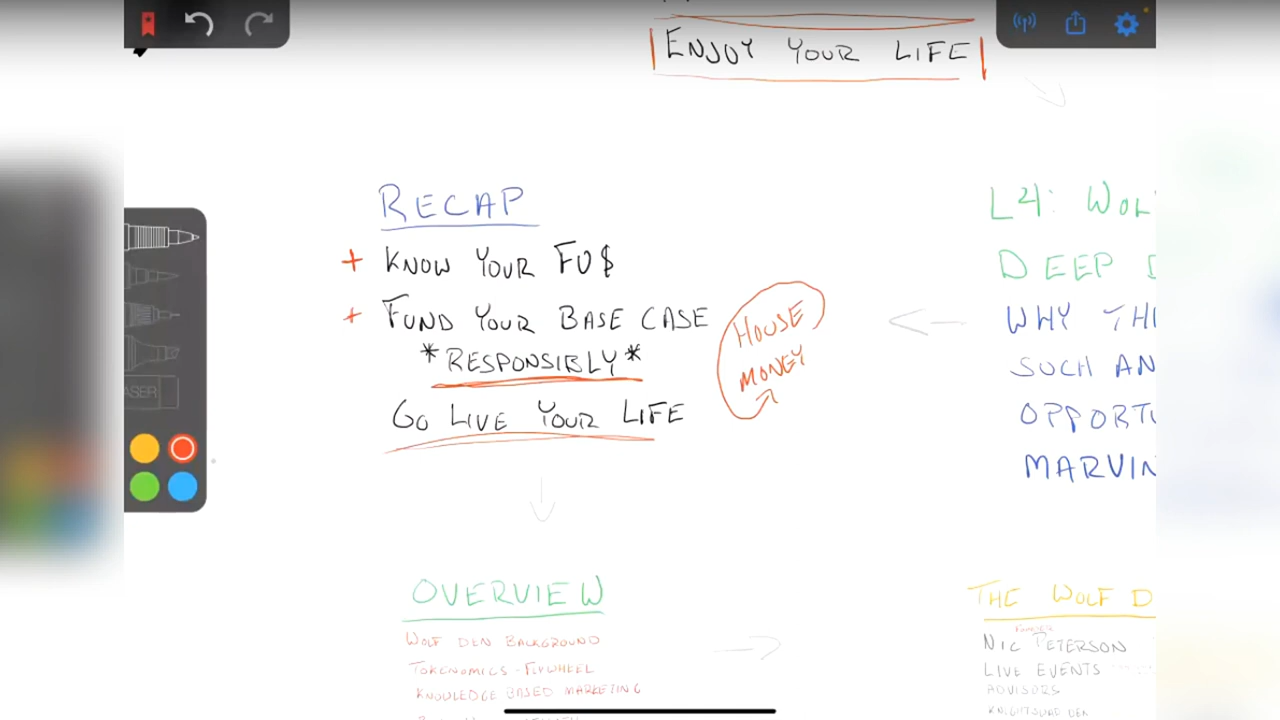 ENJOY YOUR LIFE
RECAP
+ KNOW YOUR FU$
+ FUND YOUR BASE CASE
*RESPONSIBLY*
GO LIVE YOUR LIFE
HOUSE
MONEY
L4: WOL
DEEP D
WHY THI
SUCH AN
OPPORTU
MARVIN
ERASER
OVERVIEW
WOLF DEN BACKGROUND
TOKENOMICS - FLYWHEEL
KNOWLEDGE BASED MARKETING
THE WOLF D
NIC PETERSON
LIVE EVENTS
ADVISORS